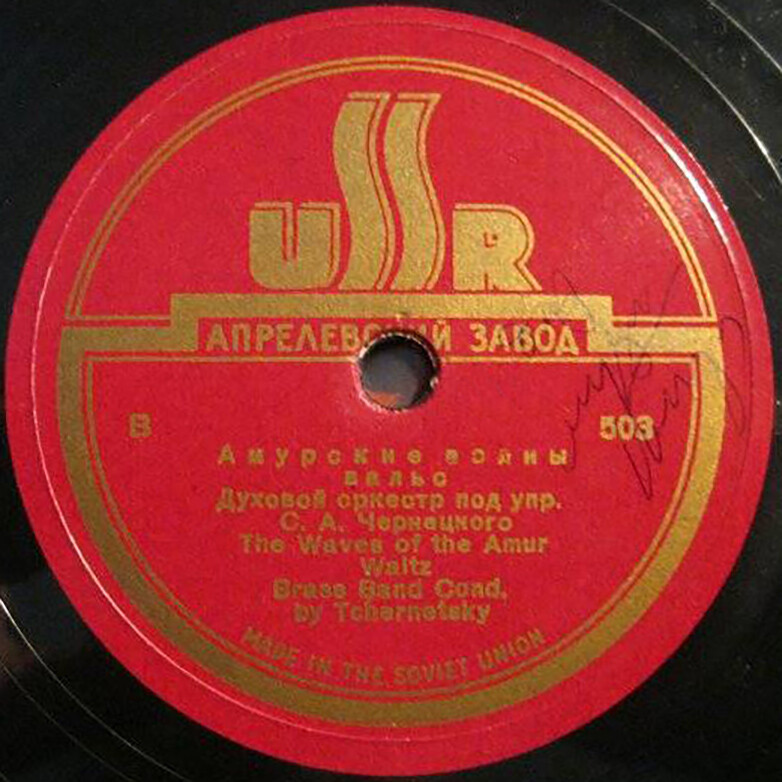 USSR
АПРЕЛЕВСКИЙ ЗАВОД
В 503
Амурские волны
вальс
Духовой оркестр под упр.
С. А. Чернецкого
The Waves of the Amur
Waltz
Brass Band Cond.
by Tchernetsky
MADE IN THE SOVIET UNION